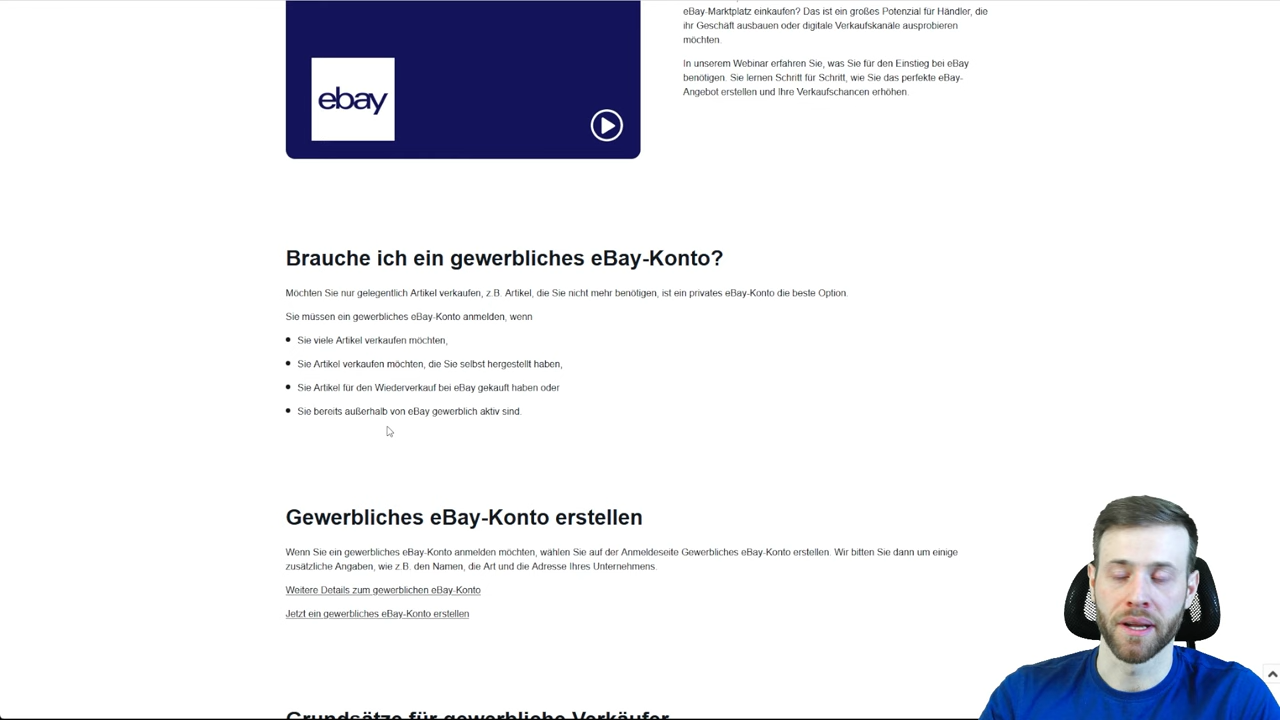 eBay-Marktplatz einkaufen? Das ist ein großes Potenzial für Händler, die
ihr Geschäft ausbauen oder digitale Verkaufskanäle ausprobieren
möchten.
In unserem Webinar erfahren Sie, was Sie für den Einstieg bei eBay
benötigen. Sie lernen Schritt für Schritt, wie Sie das perfekte eBay-
Angebot erstellen und Ihre Verkaufschancen erhöhen.
ebay
Brauche ich ein gewerbliches eBay-Konto?
Möchten Sie nur gelegentlich Artikel verkaufen, z.B. Artikel, die Sie nicht mehr benötigen, ist ein privates eBay-Konto die beste Option.
Sie müssen ein gewerbliches eBay-Konto anmelden, wenn
Sie viele Artikel verkaufen möchten,
Sie Artikel verkaufen möchten, die Sie selbst hergestellt haben,
Sie Artikel für den Wiederverkauf bei eBay gekauft haben oder
Sie bereits außerhalb von eBay gewerblich aktiv sind.
Gewerbliches eBay-Konto erstellen
Wenn Sie ein gewerbliches eBay-Konto anmelden möchten, wählen Sie auf der Anmeldeseite Gewerbliches eBay-Konto erstellen. Wir bitten Sie dann um einige
zusätzliche Angaben, wie z.B. den Namen, die Art und die Adresse Ihres Unternehmens.
Weitere Details zum gewerblichen eBay-Konto
Jetzt ein gewerbliches eBay-Konto erstellen
Grundsätze für gewerbliche Verkäufer